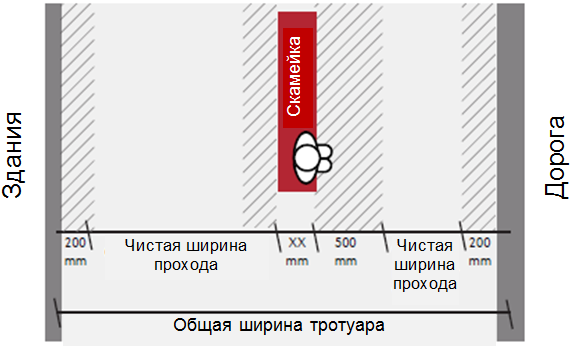 Здания
Скамейка
Дорога
200
mm
Чистая ширина
прохода
XX
mm
500
mm
Чистая
ширина
прохода
200
mm
Общая ширина тротуара